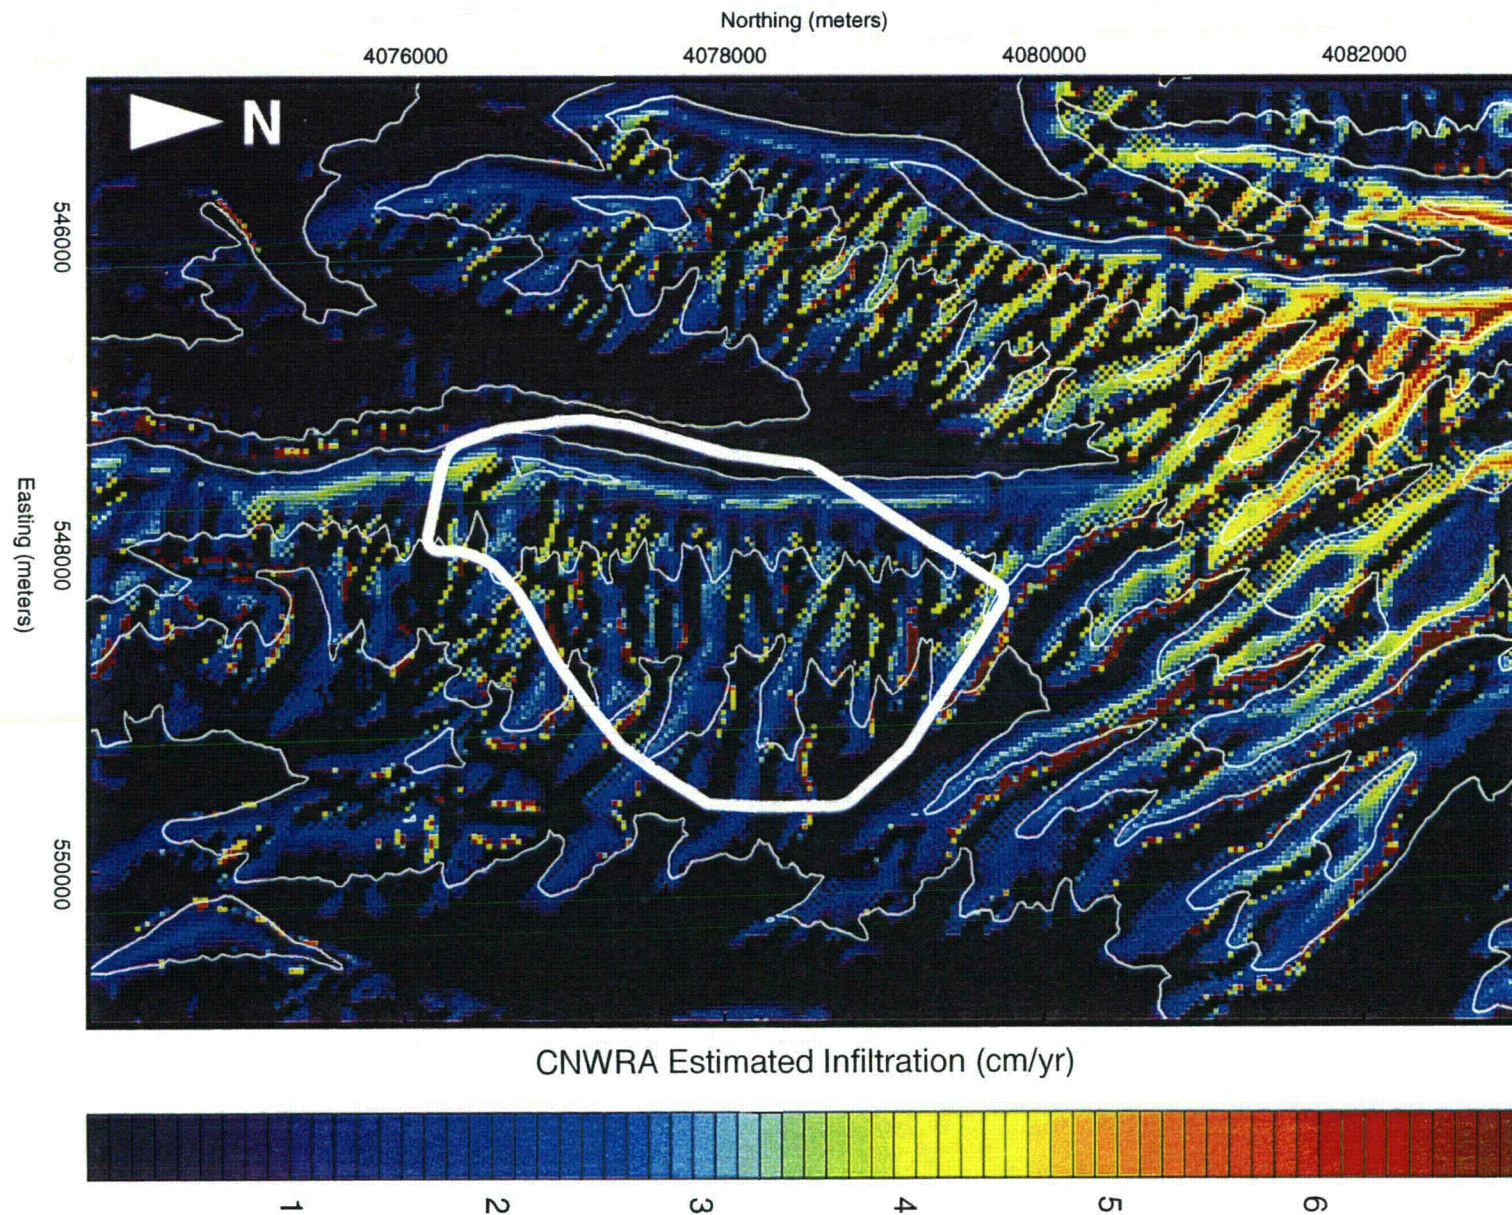 Northing (meters)
4076000 4078000 4080000 4082000
N
546000
548000
550000
Easting (meters)
CNWRA Estimated Infiltration (cm/yr)
1 2 3 4 5 6